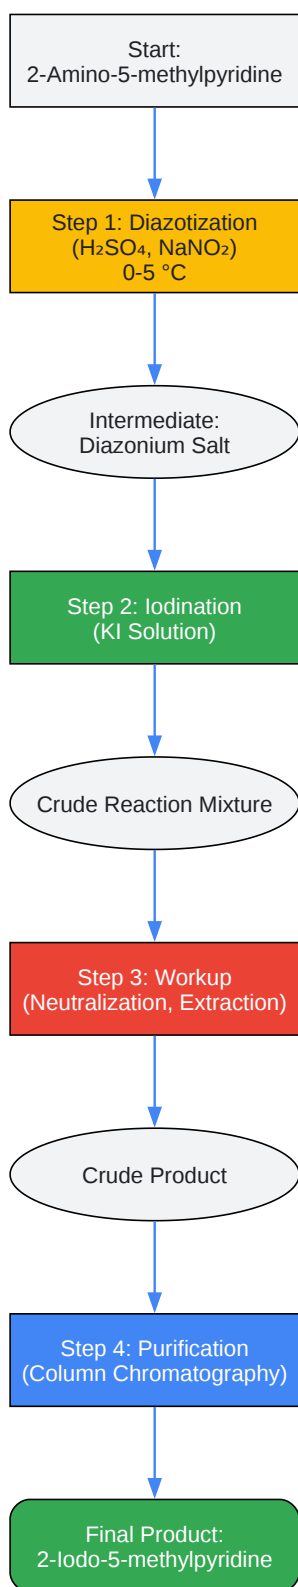 Start:
2-Amino-5-methylpyridine
Step 1: Diazotization
(H₂SO₄, NaNO₂)
0-5 °C
Intermediate:
Diazonium Salt
Step 2: Iodination
(KI Solution)
Crude Reaction Mixture
Step 3: Workup
(Neutralization, Extraction)
Crude Product
Step 4: Purification
(Column Chromatography)
Final Product:
2-Iodo-5-methylpyridine